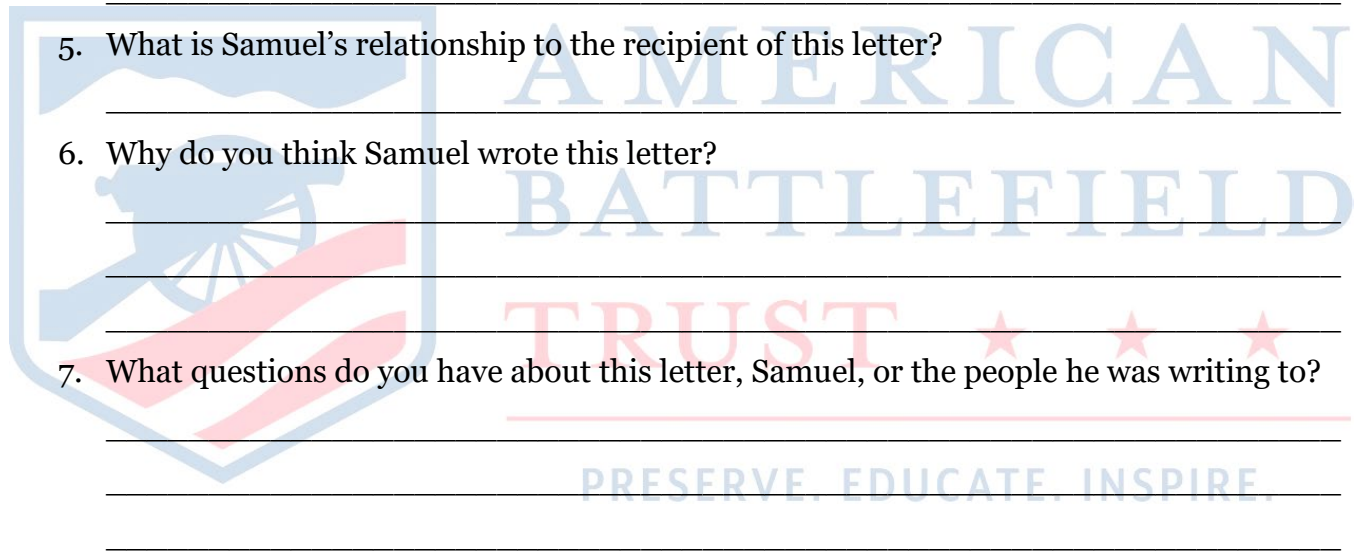 5. What is Samuel’s relationship to the recipient of this letter?
6. Why do you think Samuel wrote this letter?
7. What questions do you have about this letter, Samuel, or the people he was writing to?
AMERICAN
BATTLEFIELD
TRUST
PRESERVE. EDUCATE. INSPIRE.